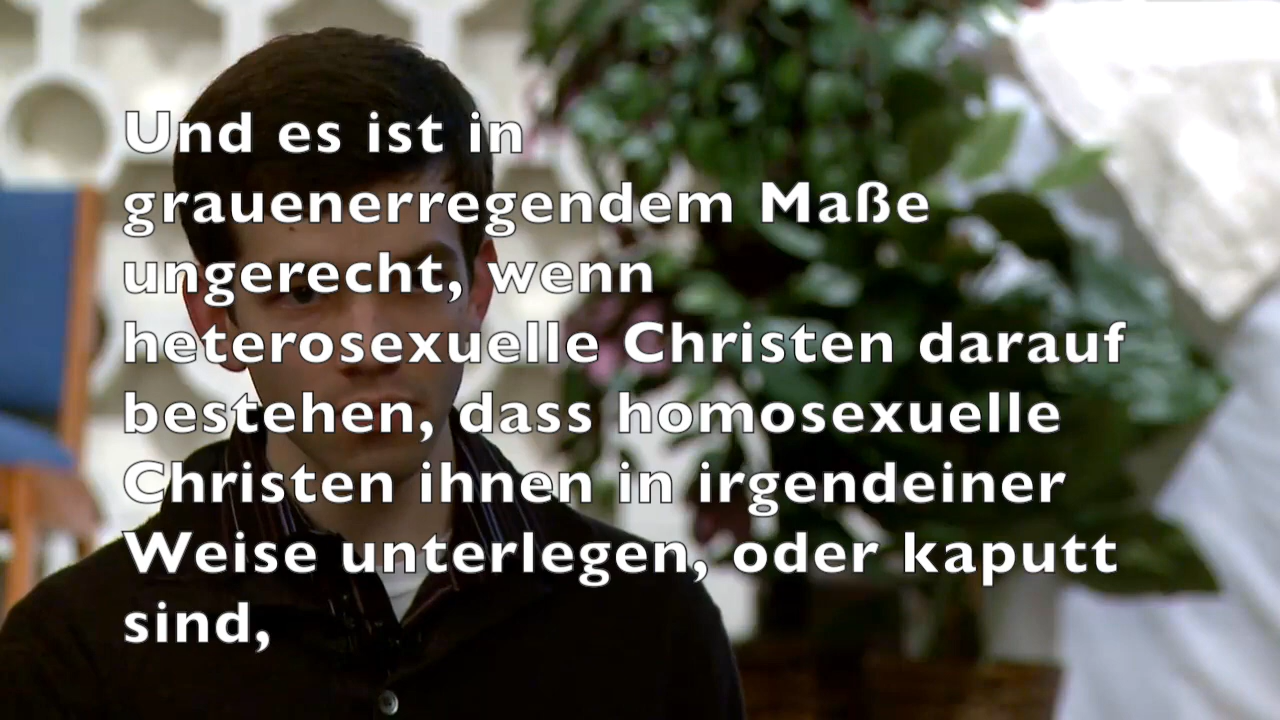 Und es ist in
grauenerregendem Maße
ungerecht, wenn
heterosexuelle Christen darauf
bestehen, dass homosexuelle
Christen ihnen in irgendeiner
Weise unterlegen, oder kaputt
sind,